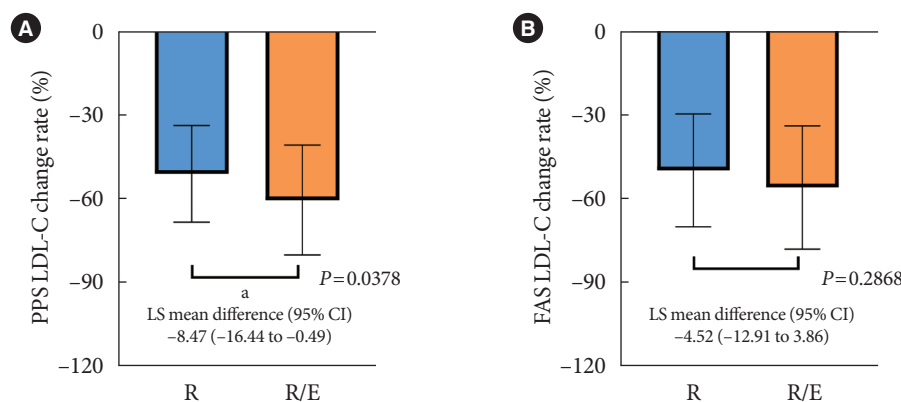 A
PPS LDL-C change rate (%)
0
–30
–60
–90
–120
P=0.0378
a
LS mean difference (95% CI)
–8.47 (–16.44 to –0.49)
R
R/E
B
FAS LDL-C change rate (%)
0
–30
–60
–90
–120
P=0.2868
LS mean difference (95% CI)
–4.52 (–12.91 to 3.86)
R
R/E